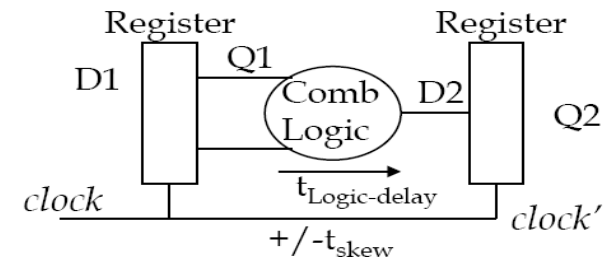 Register
Register
D1
Q1
Comb
Logic
D2
Q2
tLogic-delay
clock
clock′
+/-tskew